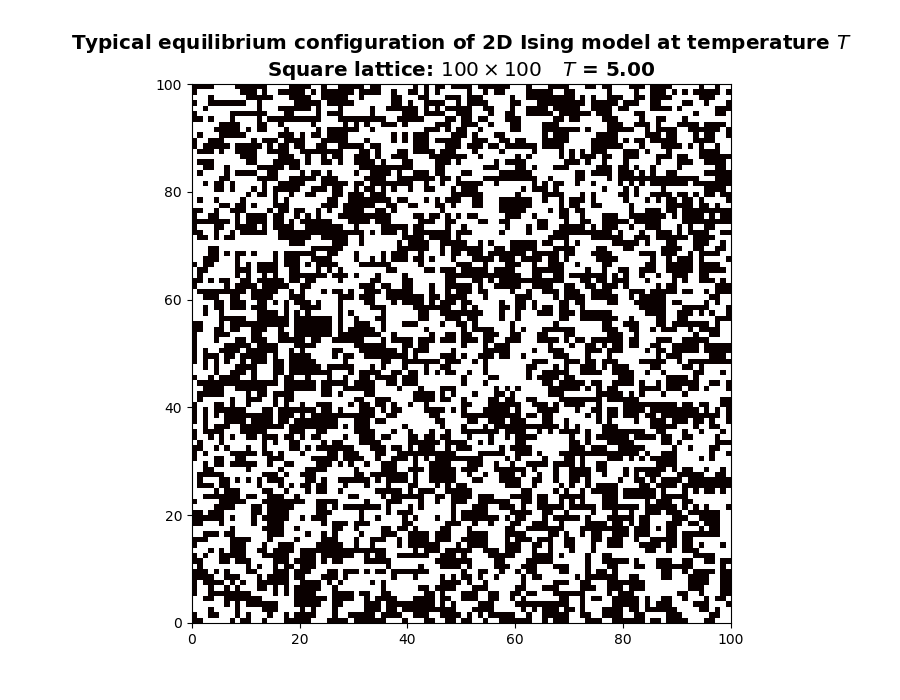 Typical equilibrium configuration of 2D Ising model at temperature T
Square lattice: 100 × 100 T = 5.00
100
80
60
40
20
0
0 20 40 60 80 100